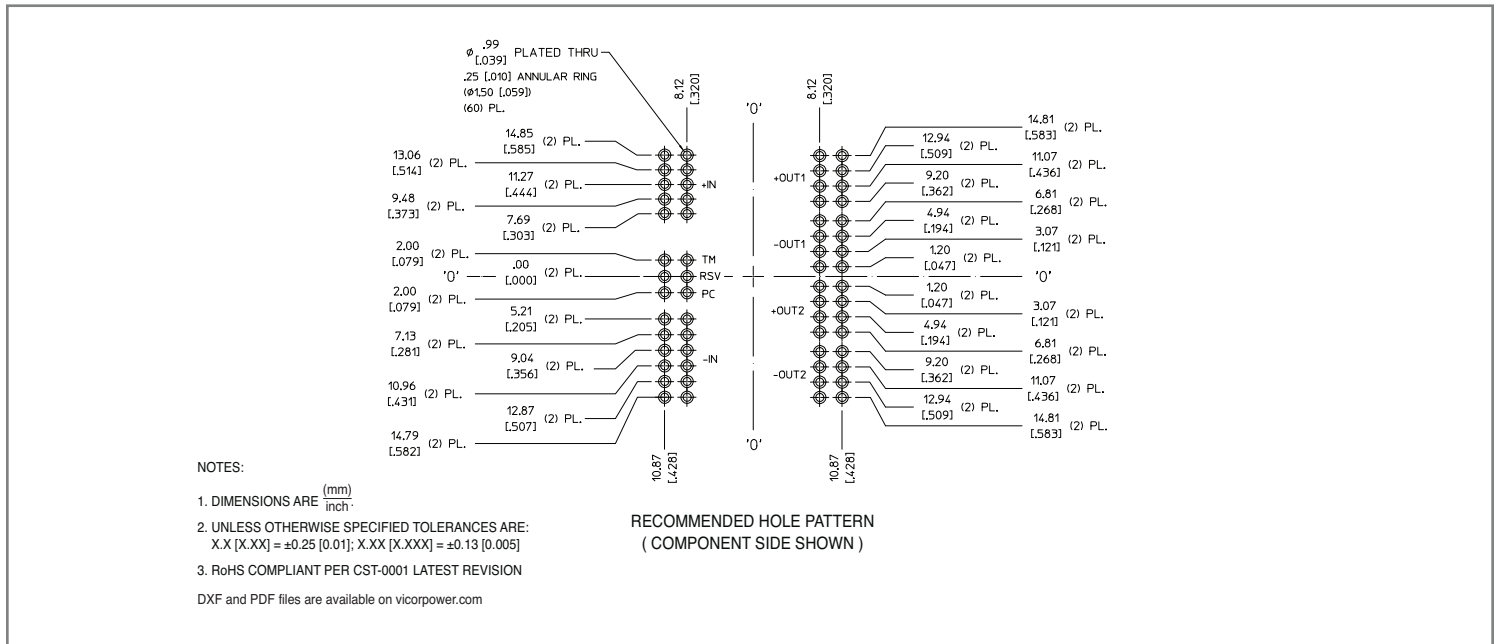 ø .99 PLATED THRU
[.039]
.25 [.010] ANNULAR RING
(ø1.50 [.059])
(60) PL.
8.12
[.320]
'0'
8.12
[.320]
14.85
[.585] (2) PL.
13.06
[.514] (2) PL.
11.27
[.444] (2) PL.
9.48
[.373] (2) PL.
7.69
[.303] (2) PL.
2.00
[.079] (2) PL.
'0'
.00
[.000] (2) PL.
2.00
[.079] (2) PL.
5.21
[.205] (2) PL.
7.13
[.281] (2) PL.
9.04
[.356] (2) PL.
10.96
[.431] (2) PL.
12.87
[.507] (2) PL.
14.79
[.582] (2) PL.
+IN
TM
RSV
PC
-IN
+OUT1
-OUT1
+OUT2
-OUT2
14.81
[.583] (2) PL.
12.94
[.509] (2) PL.
11.07
[.436] (2) PL.
9.20
[.362] (2) PL.
6.81
[.268] (2) PL.
4.94
[.194] (2) PL.
3.07
[.121] (2) PL.
1.20
[.047] (2) PL.
'0'
1.20
[.047] (2) PL.
3.07
[.121] (2) PL.
4.94
[.194] (2) PL.
6.81
[.268] (2) PL.
9.20
[.362] (2) PL.
11.07
[.436] (2) PL.
12.94
[.509] (2) PL.
14.81
[.583] (2) PL.
10.87
[.428]
'0'
10.87
[.428]
RECOMMENDED HOLE PATTERN
( COMPONENT SIDE SHOWN )
NOTES:
1. DIMENSIONS ARE (mm)
inch.
2. UNLESS OTHERWISE SPECIFIED TOLERANCES ARE:
X.X [X.XX] = ±0.25 [0.01]; X.XX [X.XXX] = ±0.13 [0.005]
3. RoHS COMPLIANT PER CST-0001 LATEST REVISION
DXF and PDF files are available on vicorpower.com